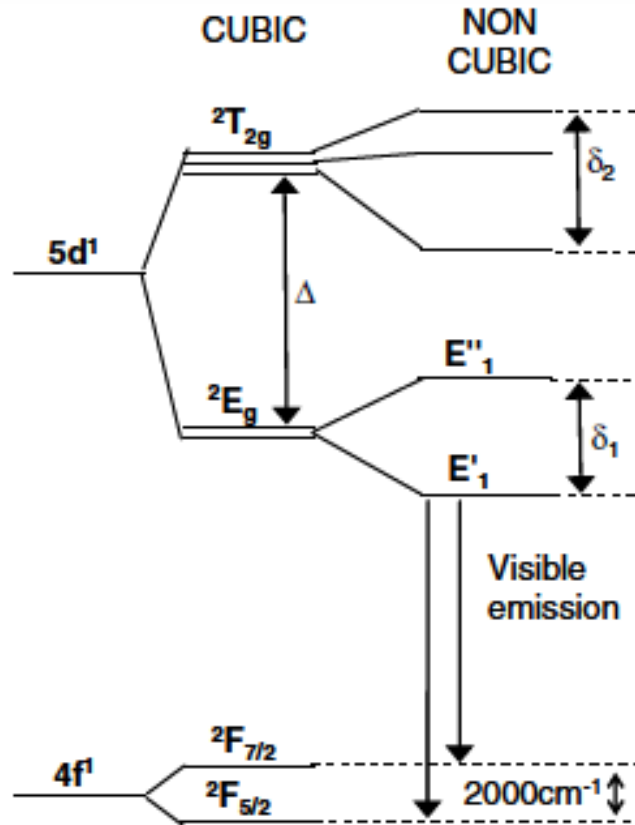 CUBIC
NON
CUBIC
²T₂g
δ₂
5d¹
Δ
E''₁
²Eg
δ₁
E'₁
Visible
emission
²F₇/₂
4f¹
²F₅/₂
2000cm⁻¹